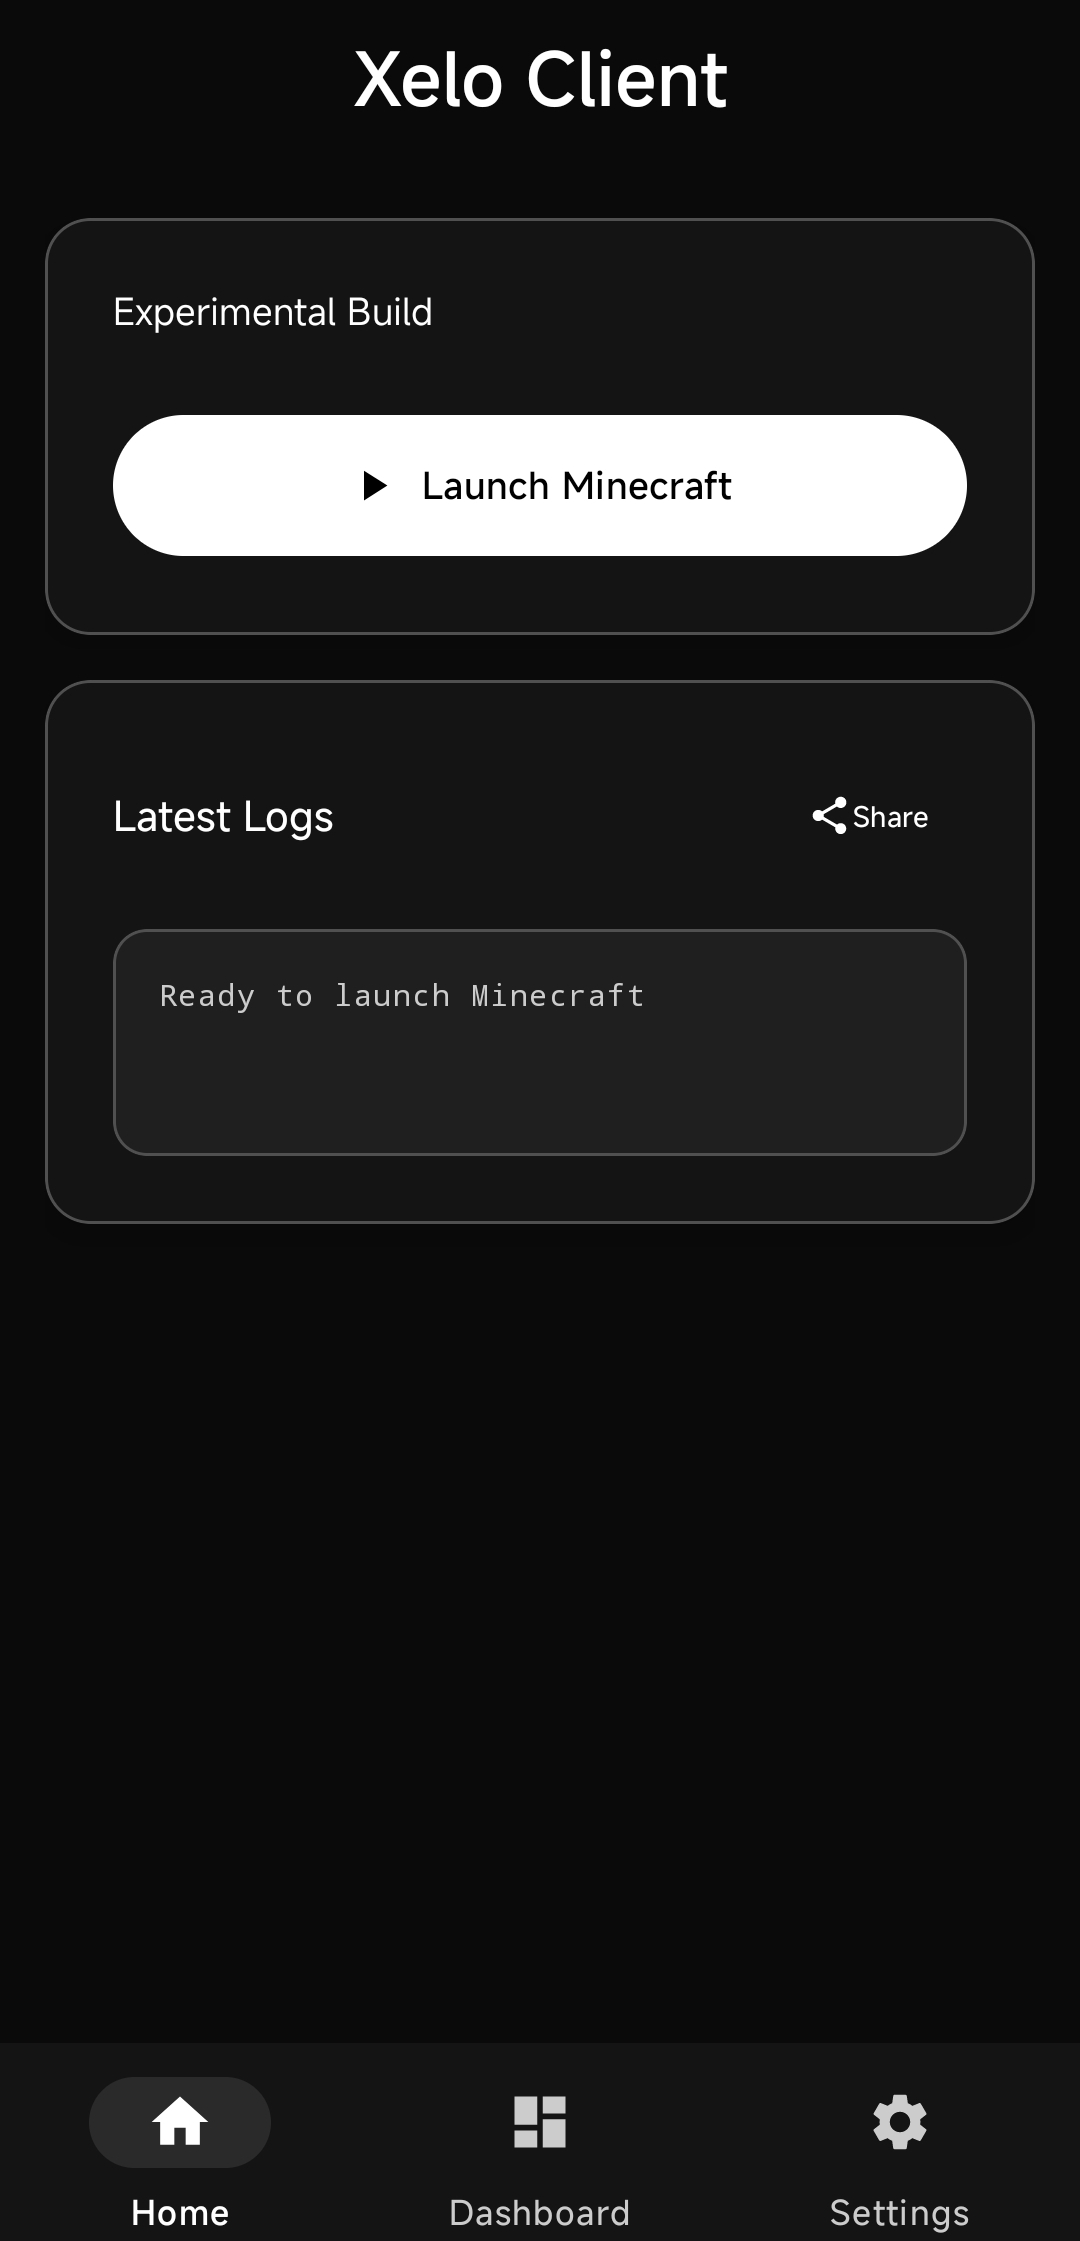 Xelo Client
Experimental Build
Launch Minecraft
Latest Logs
Share
Ready to launch Minecraft
Home
Dashboard
Settings